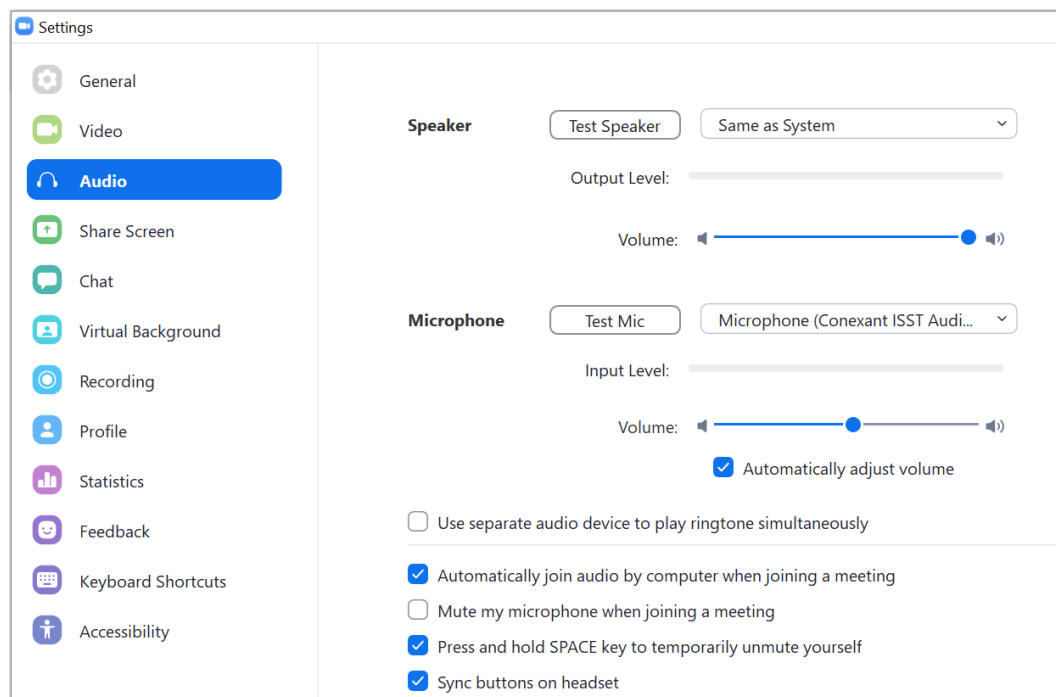 Settings
General
Video
Audio
Share Screen
Chat
Virtual Background
Recording
Profile
Statistics
Feedback
Keyboard Shortcuts
Accessibility
Speaker
Test Speaker
Same as System
Output Level:
Volume:
Microphone
Test Mic
Microphone (Conexant ISST Audi...
Input Level:
Volume:
Automatically adjust volume
Use separate audio device to play ringtone simultaneously
Automatically join audio by computer when joining a meeting
Mute my microphone when joining a meeting
Press and hold SPACE key to temporarily unmute yourself
Sync buttons on headset